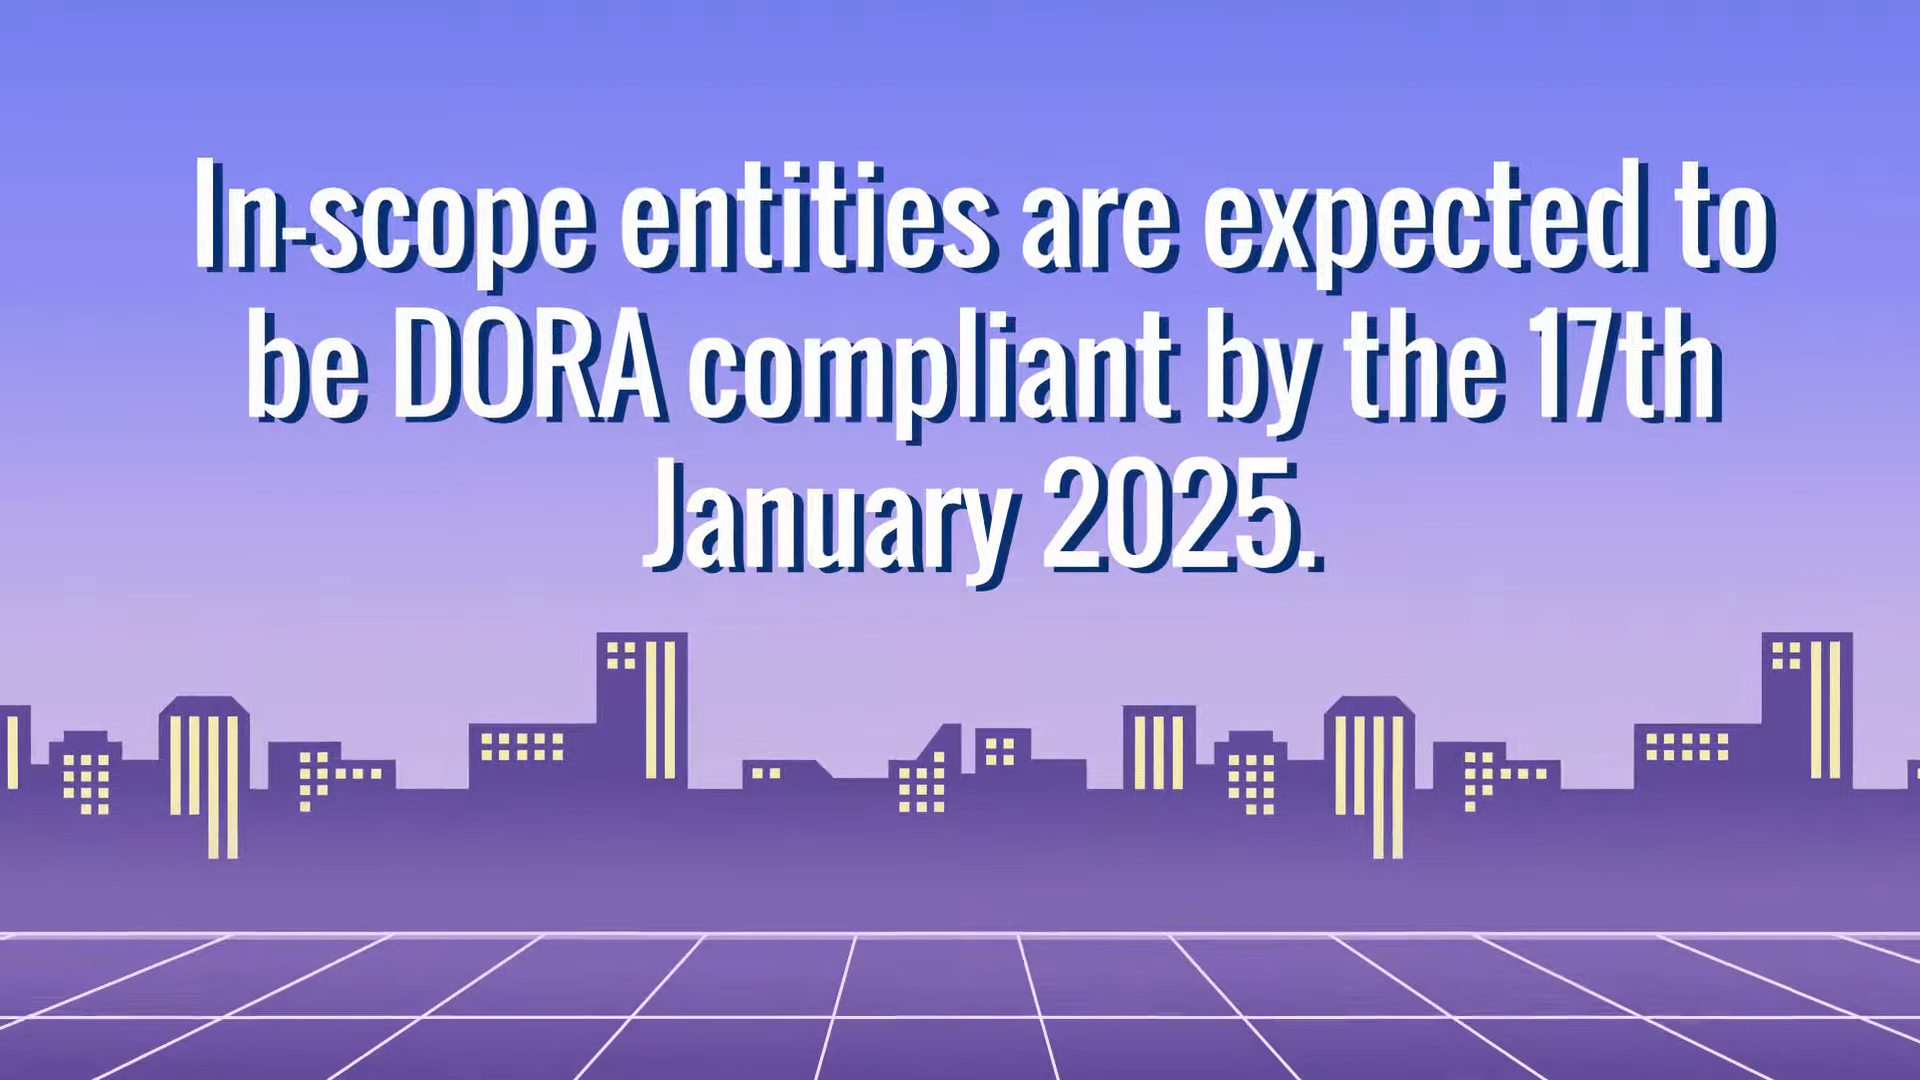 In-scope entities are expected to
be DORA compliant by the 17th
January 2025.